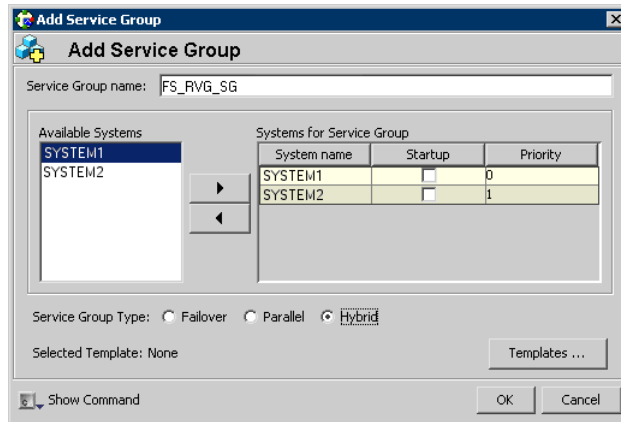 Add Service Group
Add Service Group
Service Group name: FS_RVG_SG
Available Systems
SYSTEM1
SYSTEM2
Systems for Service Group
System name Startup Priority
SYSTEM1 0
SYSTEM2 1
Service Group Type: Failover Parallel Hybrid
Selected Template: None
Templates ...
Show Command
OK Cancel